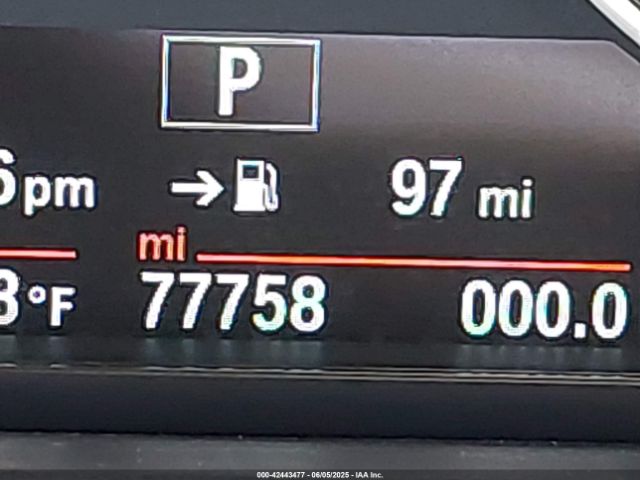 P
pm → 97 mi
mi
°F 77758 000.0
000-42443477 - 06/05/2025 - IAA Inc.